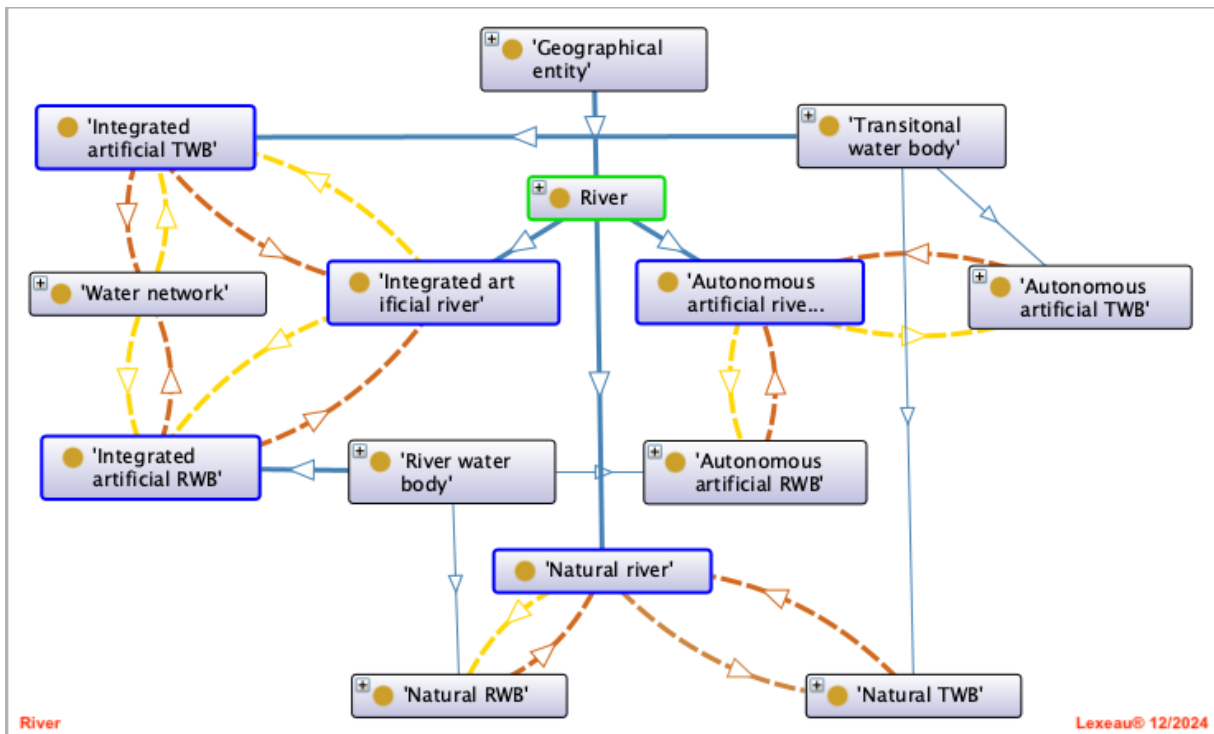 'Geographical
entity'
'Integrated
artificial TWB'
'Transitonal
water body'
River
'Water network'
'Integrated art
ificial river'
'Autonomous
artificial rive...
'Autonomous
artificial TWB'
'Integrated
artificial RWB'
'River water
body'
'Autonomous
artificial RWB'
'Natural river'
'Natural RWB'
'Natural TWB'
River
Lexeau® 12/2024